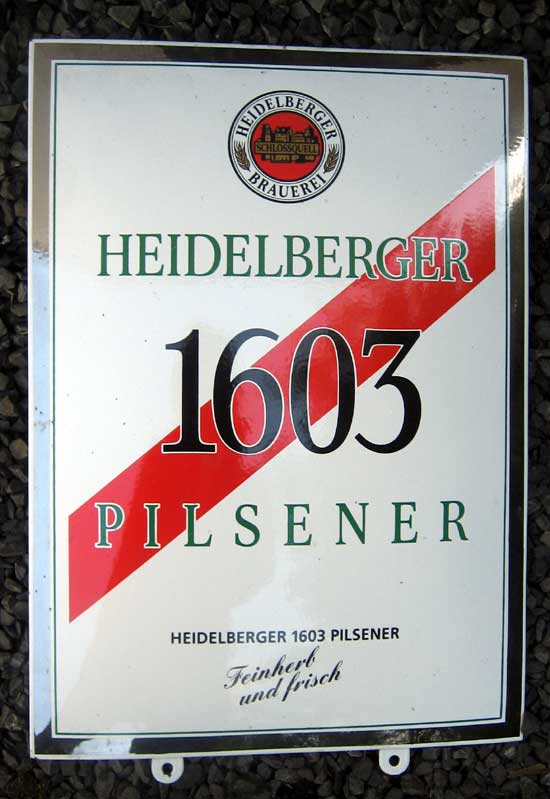 HEIDELBERGER
SCHLOSSQUELL
BRAUEREI
HEIDELBERGER
1603
PILSENER
HEIDELBERGER 1603 PILSENER
Feinherb
und frisch